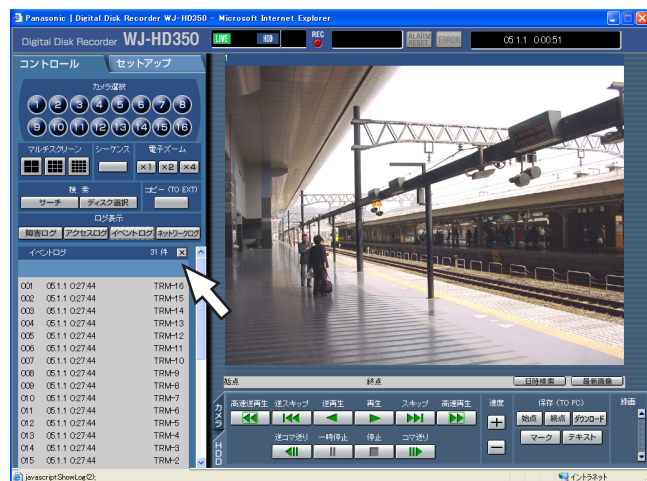 Panasonic | Digital Disk Recorder WJ-HD350 - Microsoft Internet Explorer
Digital Disk Recorder WJ-HD350
LIVE HDD REC ALARM RESET ERROR 05.1.1 0:00:51
コントロール セットアップ
1
カメラ選択
1 2 3 4 5 6 7 8
9 10 11 12 13 14 15 16
マルチスクリーン シーケンス 電子ズーム
×1 ×2 ×4
検 索 コピー (TO EXT)
サーチ ディスク選択
ログ表示
障害ログ アクセスログ イベントログ ネットワークログ
イベントログ 31 件
001 05.1.1 0:27:44 TRM-16
002 05.1.1 0:27:44 TRM-15
003 05.1.1 0:27:44 TRM-14
004 05.1.1 0:27:44 TRM-13
005 05.1.1 0:27:44 TRM-12
006 05.1.1 0:27:44 TRM-11
007 05.1.1 0:27:44 TRM-10
008 05.1.1 0:27:44 TRM-9
009 05.1.1 0:27:44 TRM-8
010 05.1.1 0:27:44 TRM-7
011 05.1.1 0:27:44 TRM-6
012 05.1.1 0:27:44 TRM-5
013 05.1.1 0:27:44 TRM-4
014 05.1.1 0:27:44 TRM-3
015 05.1.1 0:27:44 TRM-2
始点 終点 日時検索 最新画像
カメラ
HDD
高速逆再生 逆スキップ 逆再生 再生 スキップ 高速再生 速度 保存 (TO PC) 録画
始点 終点 ダウンロード
逆コマ送り 一時停止 停止 コマ送り
マーク テキスト
javascript:ShowLog(2); イントラネット